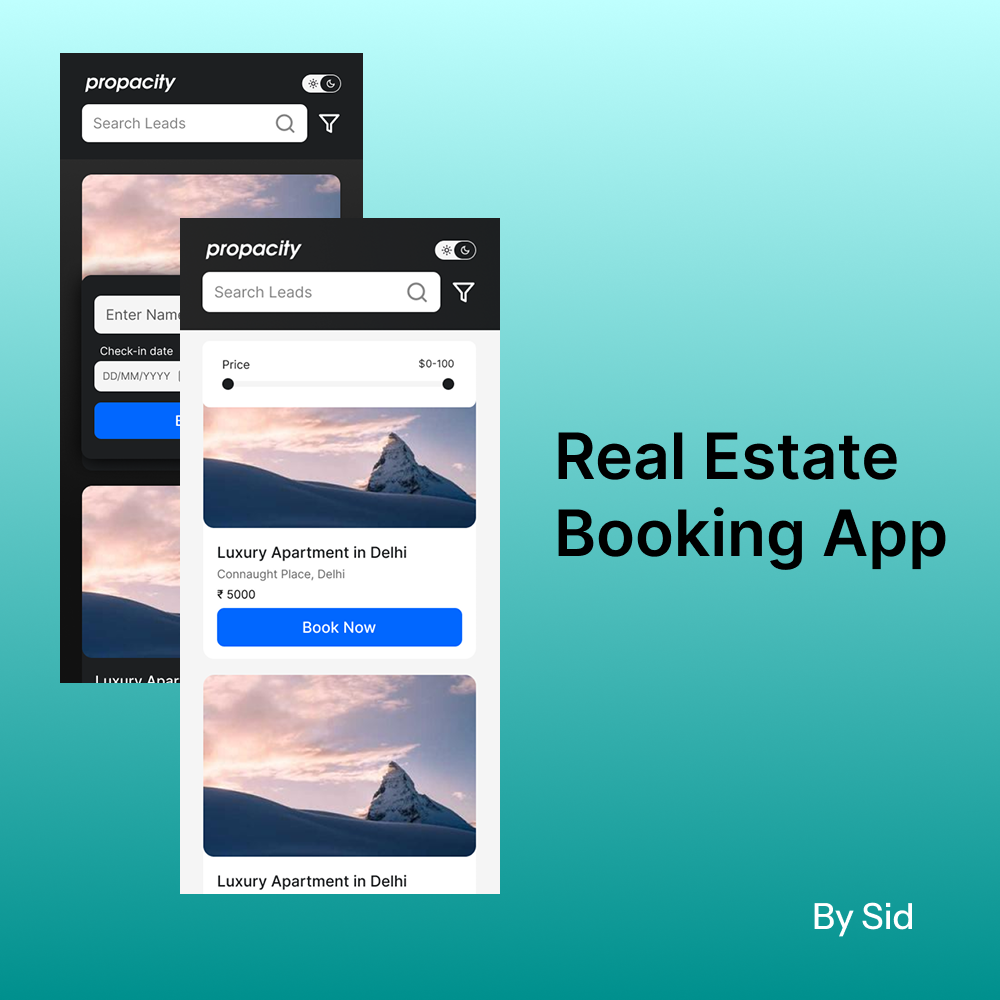 propacity
Search Leads
Enter Name
Check-in date
DD/MM/YYYY
propacity
Search Leads
Price
$0-100
Luxury Apartment in Delhi
Connaught Place, Delhi
₹ 5000
Book Now
Luxury Apartment in Delhi
Luxury Apar
Real Estate
Booking App
By Sid